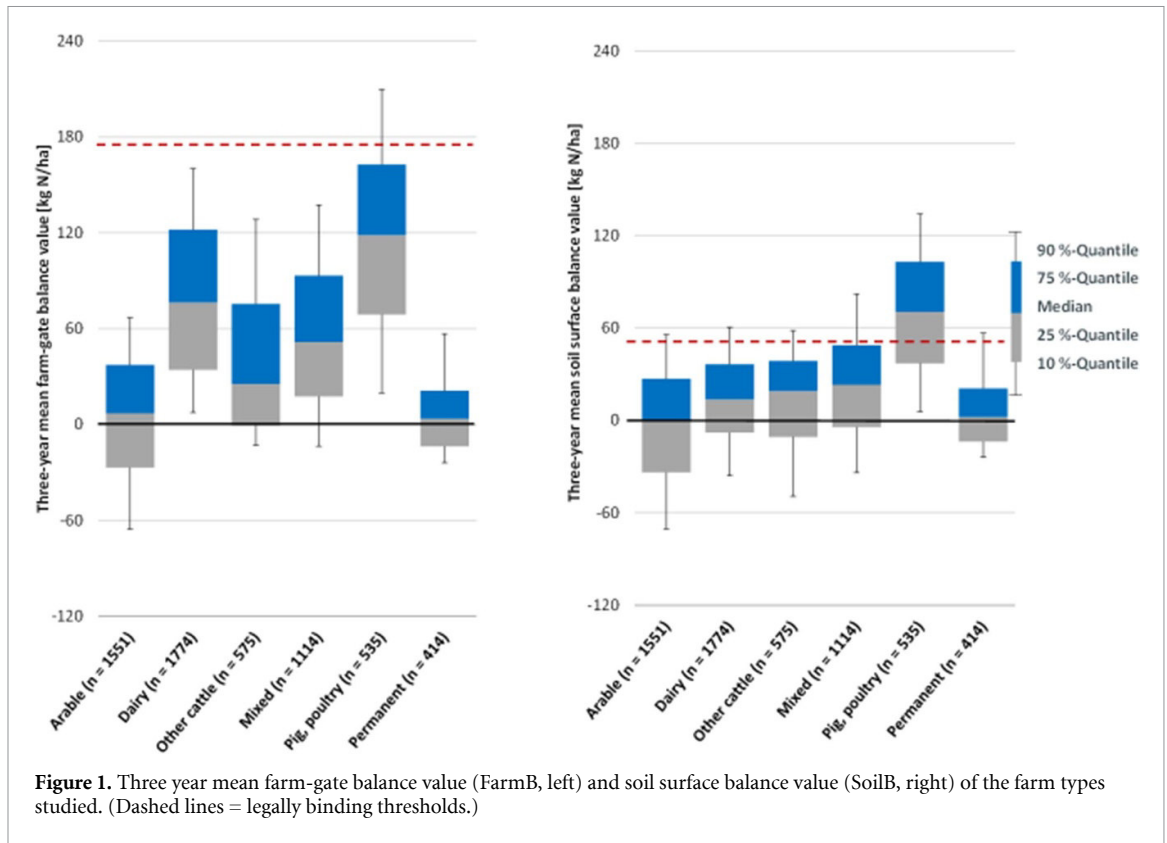 Three-year mean farm-gate balance value [kg N/ha]
240
180
120
60
0
-60
-120
Arable (n = 1551)
Dairy (n = 1774)
Other cattle (n = 575)
Mixed (n = 1114)
Pig, poultry (n = 535)
Permanent (n = 414)
Three-year mean soil surface balance value [kg N/ha]
240
180
120
60
0
-60
-120
Arable (n = 1551)
Dairy (n = 1774)
Other cattle (n = 575)
Mixed (n = 1114)
Pig, poultry (n = 535)
Permanent (n = 414)
90 %-Quantile
75 %-Quantile
Median
25 %-Quantile
10 %-Quantile
Figure 1. Three year mean farm-gate balance value (FarmB, left) and soil surface balance value (SoilB, right) of the farm types
studied. (Dashed lines = legally binding thresholds.)